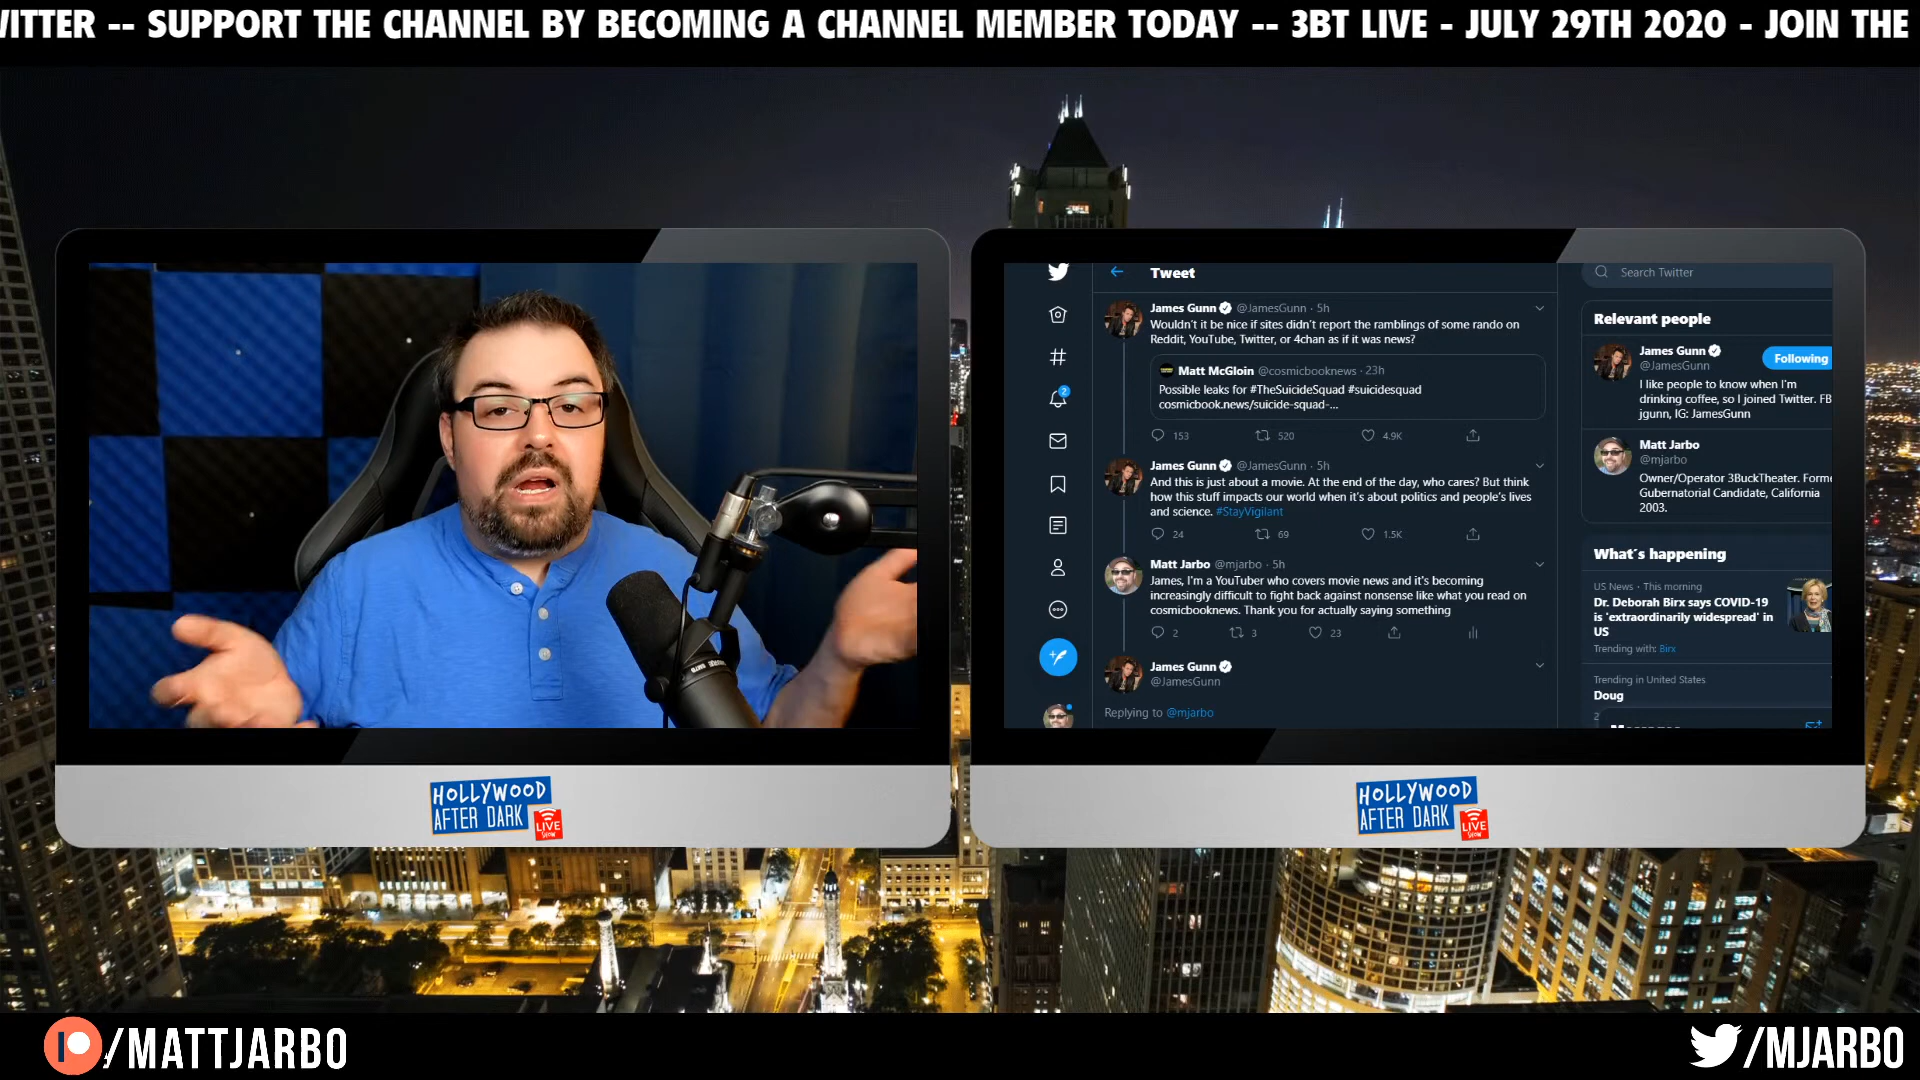 WITTER -- SUPPORT THE CHANNEL BY BECOMING A CHANNEL MEMBER TODAY -- 3BT LIVE - JULY 29TH 2020 - JOIN THE
Tweet
James Gunn @JamesGunn · 5h
Wouldn't it be nice if sites didn't report the ramblings of some rando on
Reddit, YouTube, Twitter, or 4chan as if it was news?
Matt McGloin @cosmicbooknews · 23h
Possible leaks for #TheSuicideSquad #suicidesquad
cosmicbook.news/suicide-squad-...
153 520 4.9K
James Gunn @JamesGunn · 5h
And this is just about a movie. At the end of the day, who cares? But think
how this stuff impacts our world when it's about politics and people's lives
and science. #StayVigilant
24 69 1.5K
Matt Jarbo @mjarbo · 5h
James, I'm a YouTuber who covers movie news and it's becoming
increasingly difficult to fight back against nonsense like what you read on
cosmicbooknews. Thank you for actually saying something
2 3 23
James Gunn
@JamesGunn
Replying to @mjarbo
2
Search Twitter
Relevant people
James Gunn
@JamesGunn
Following
I like people to know when I'm
drinking coffee, so I joined Twitter. FB
jgunn, IG: JamesGunn
Matt Jarbo
@mjarbo
Owner/Operator 3BuckTheater. Forme
Gubernatorial Candidate, California
2003.
What's happening
US News · This morning
Dr. Deborah Birx says COVID-19
is 'extraordinarily widespread' in
US
Trending with: Birx
Trending in United States
Doug
2
HOLLYWOOD
AFTER DARK
LIVE
SHOW
HOLLYWOOD
AFTER DARK
LIVE
SHOW
/MATTJARBO
/MJARBO